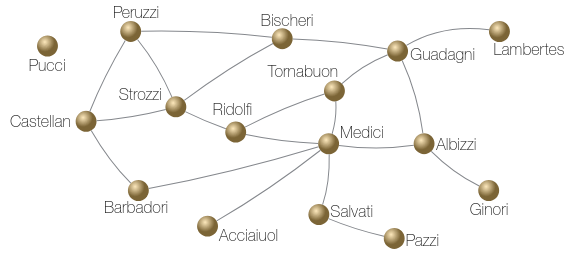 Peruzzi
Bischeri
Pucci
Guadagni
Lambertes
Tornabuon
Strozzi
Ridolfi
Castellan
Medici
Albizzi
Barbadori
Acciaiuol
Salvati
Ginori
Pazzi